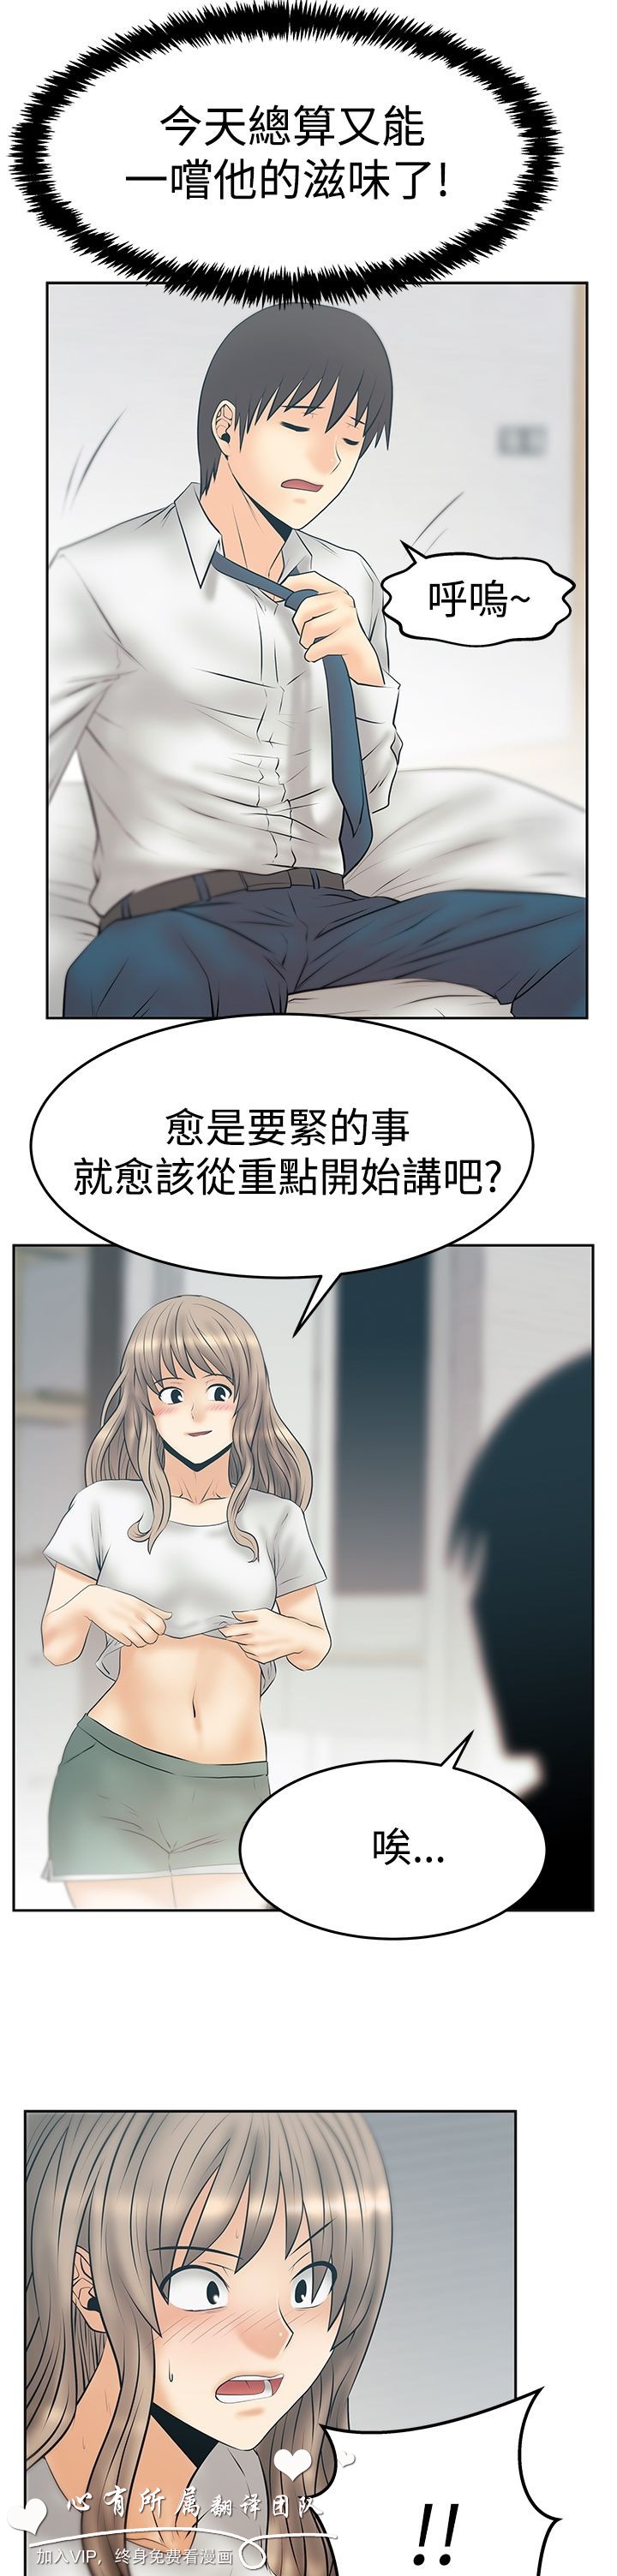 今天總算又能
一嚐他的滋味了!
呼嗚~
愈是要緊的事
就愈該從重點開始講吧?
唉...
!!
心有所属翻译团队
加入VIP，终身免费看漫画